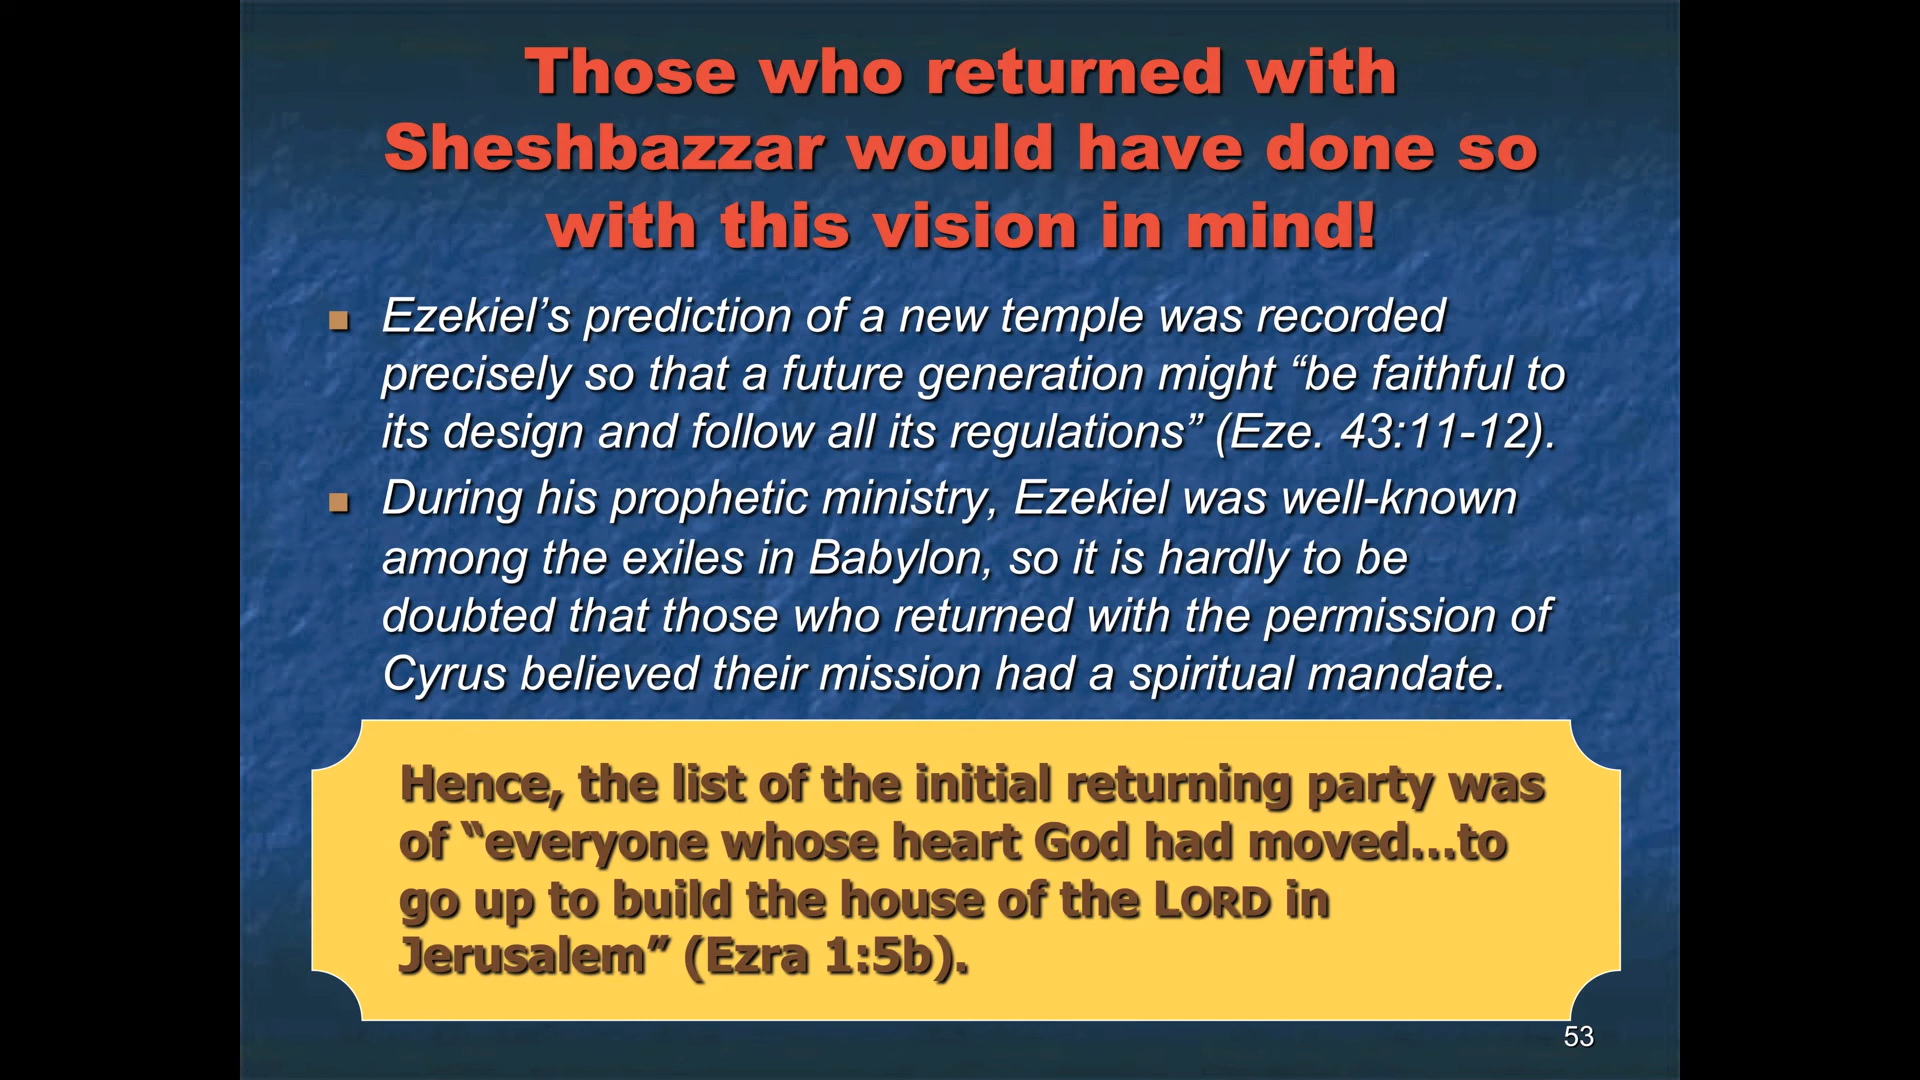 Those who returned with
Sheshbazzar would have done so
with this vision in mind!
Ezekiel’s prediction of a new temple was recorded
precisely so that a future generation might “be faithful to
its design and follow all its regulations” (Eze. 43:11-12).
During his prophetic ministry, Ezekiel was well-known
among the exiles in Babylon, so it is hardly to be
doubted that those who returned with the permission of
Cyrus believed their mission had a spiritual mandate.
Hence, the list of the initial returning party was
of “everyone whose heart God had moved…to
go up to build the house of the LORD in
Jerusalem” (Ezra 1:5b).
53